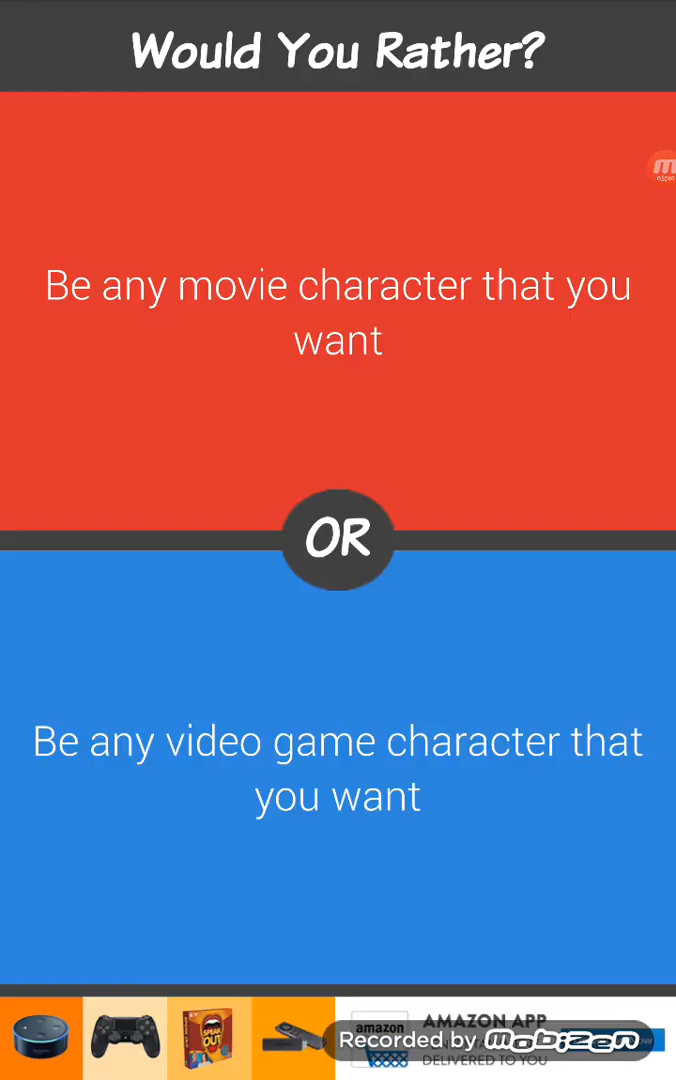 Would You Rather?
Be any movie character that you
want
OR
Be any video game character that
you want
SPEAK
OUT
amazon
AMAZON APP
Recorded by mobizen
DELIVERED TO YOU